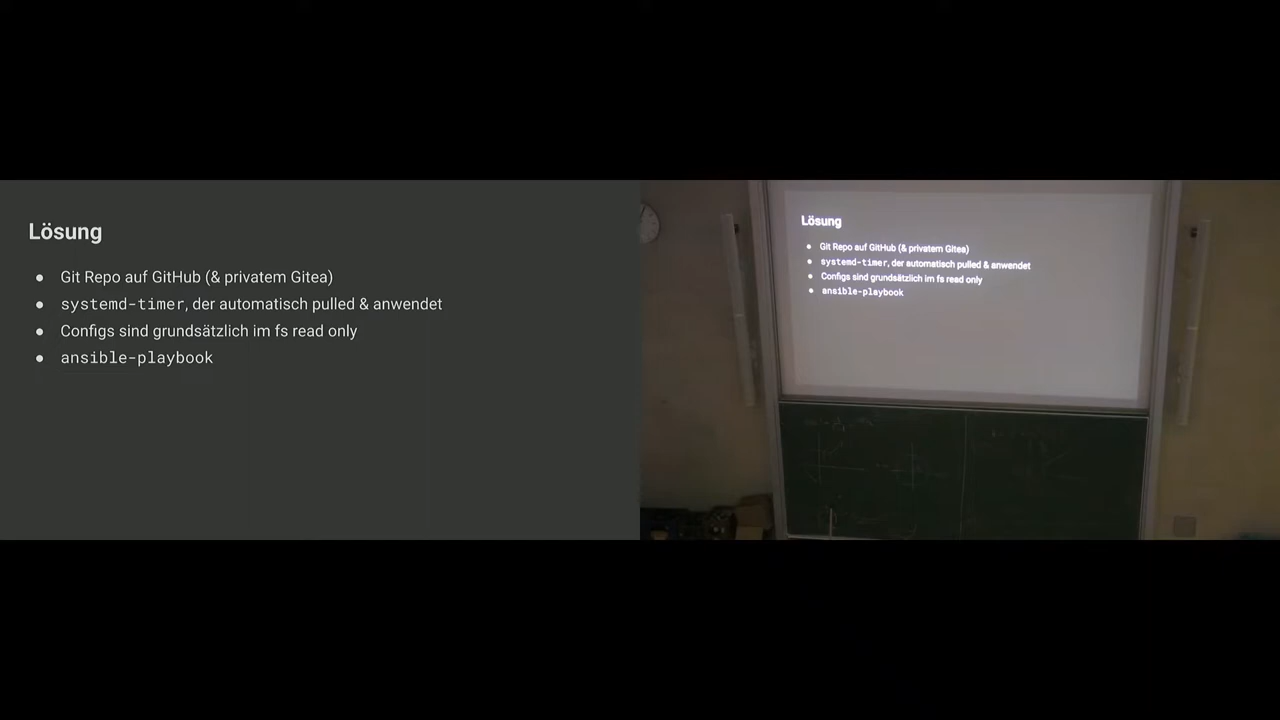 Lösung
● Git Repo auf GitHub (& privatem Gitea)
● systemd-timer, der automatisch pulled & anwendet
● Configs sind grundsätzlich im fs read only
● ansible-playbook
Lösung
● Git Repo auf GitHub (& privatem Gitea)
● systemd-timer, der automatisch pulled & anwendet
● Configs sind grundsätzlich im fs read only
● ansible-playbook